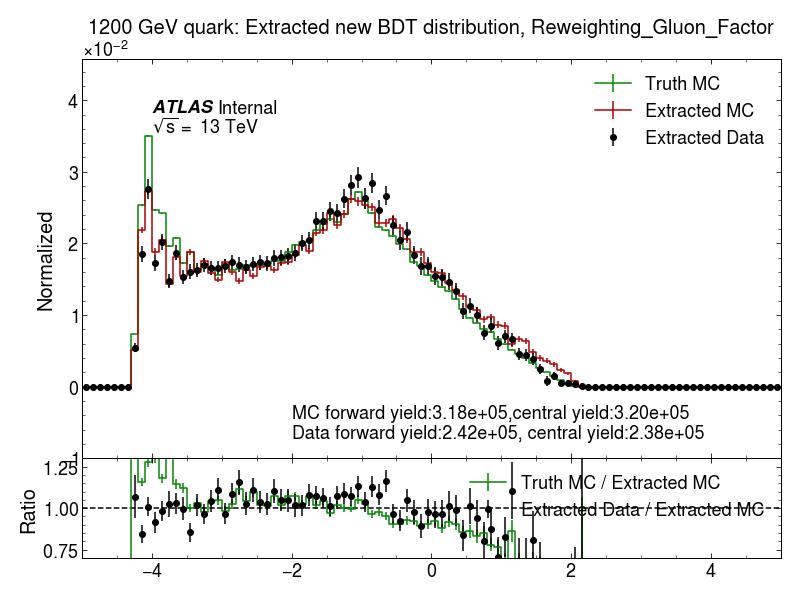 1200 GeV quark: Extracted new BDT distribution, Reweighting_Gluon_Factor
×10⁻²
ATLAS Internal
√s = 13 TeV
Truth MC
Extracted MC
Extracted Data
Normalized
4
3
2
1
0
MC forward yield:3.18e+05,central yield:3.20e+05
Data forward yield:2.42e+05, central yield:2.38e+05
Truth MC / Extracted MC
Extracted Data / Extracted MC
Ratio
1.25
1.00
0.75
−4
−2
0
2
4